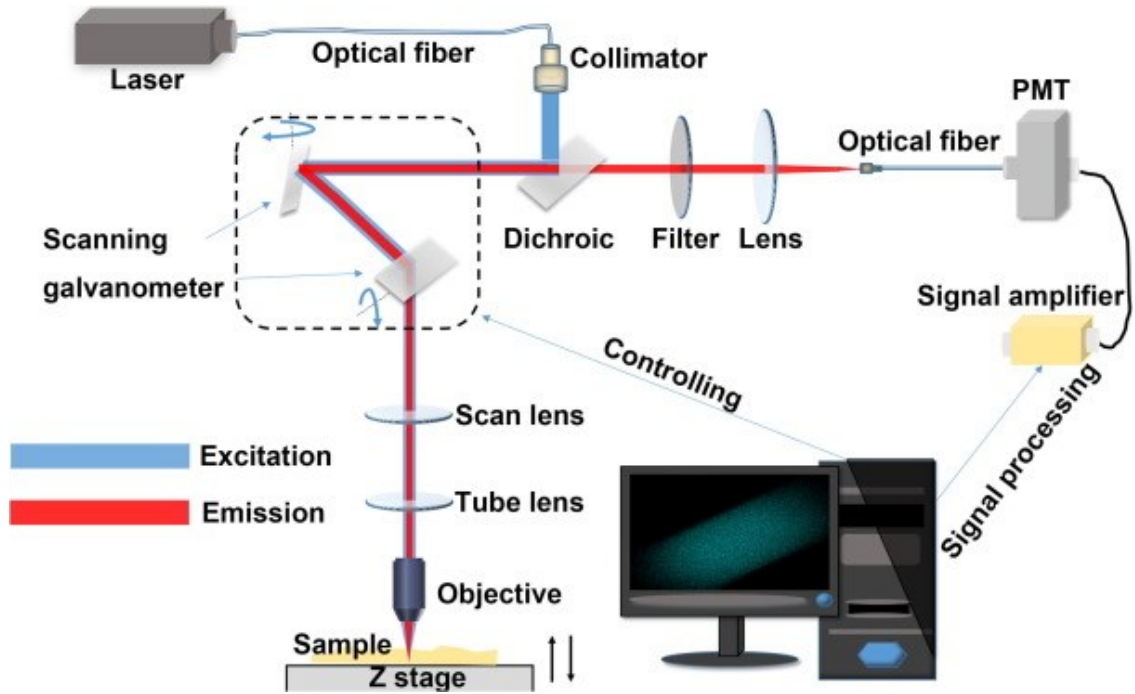 Laser
Optical fiber
Collimator
PMT
Optical fiber
Scanning
galvanometer
Dichroic
Filter
Lens
Signal amplifier
Controlling
Signal processing
Scan lens
Excitation
Tube lens
Emission
Objective
Sample
Z stage